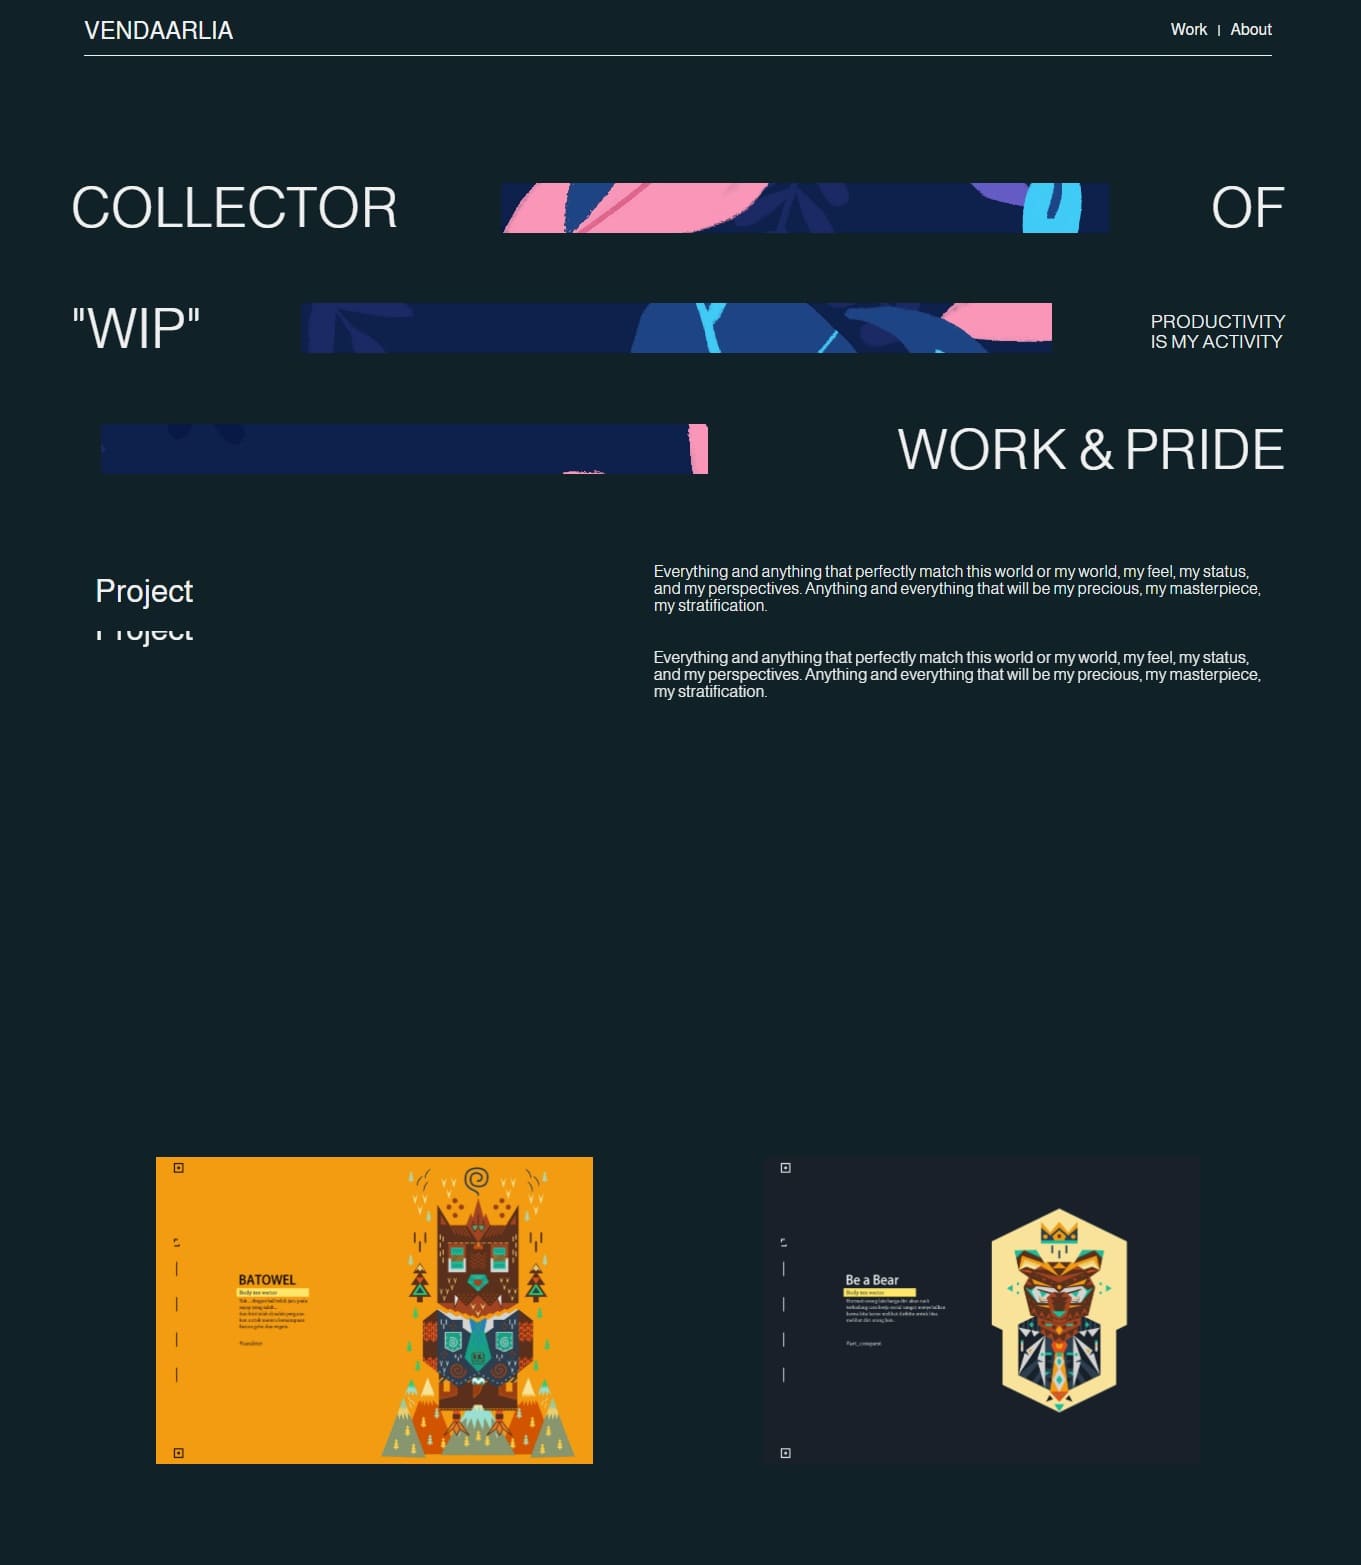 VENDAARLIA
Work | About
COLLECTOR OF
"WIP"
PRODUCTIVITY
IS MY ACTIVITY
WORK & PRIDE
Project
Project
Everything and anything that perfectly match this world or my world, my feel, my status,
and my perspectives. Anything and everything that will be my precious, my masterpiece,
my stratification.
Everything and anything that perfectly match this world or my world, my feel, my status,
and my perspectives. Anything and everything that will be my precious, my masterpiece,
my stratification.
BATOWEL
Be a Bear